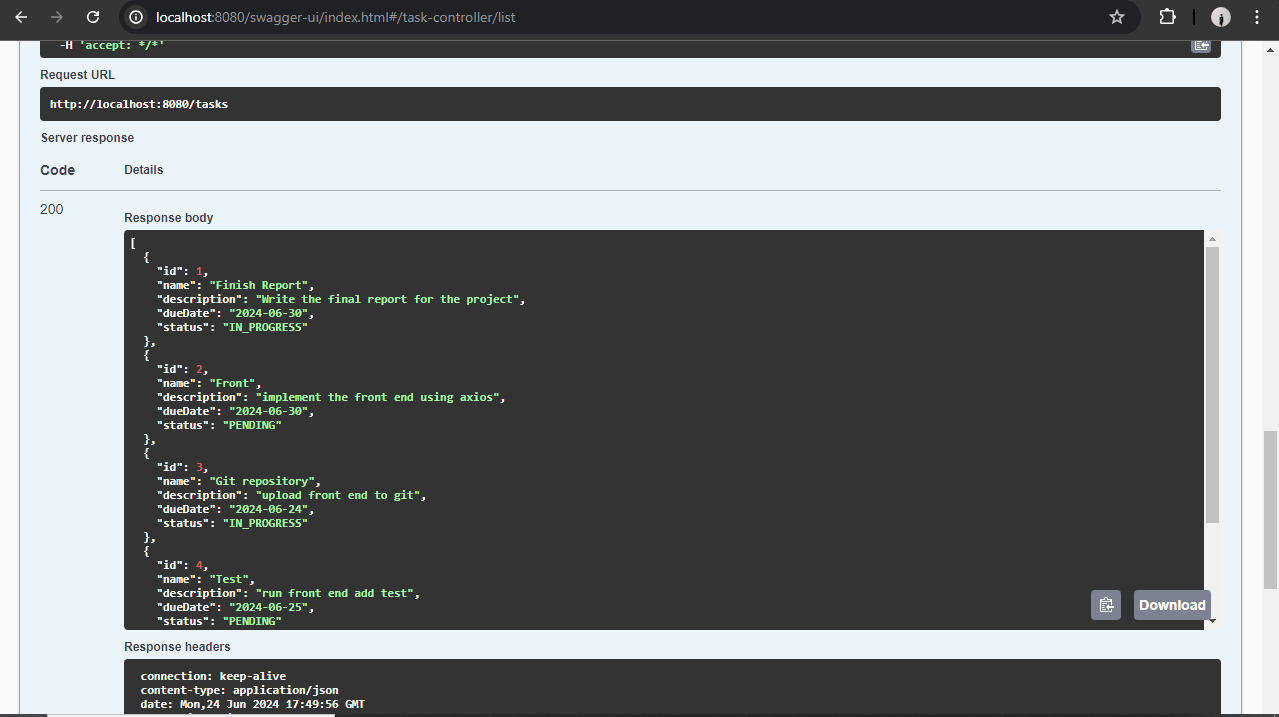 localhost:8080/swagger-ui/index.html#/task-controller/list
-H 'accept: */*'
Request URL
http://localhost:8080/tasks
Server response
Code Details
200
Response body
[
{
"id": 1,
"name": "Finish Report",
"description": "Write the final report for the project",
"dueDate": "2024-06-30",
"status": "IN_PROGRESS"
},
{
"id": 2,
"name": "Front",
"description": "implement the front end using axios",
"dueDate": "2024-06-30",
"status": "PENDING"
},
{
"id": 3,
"name": "Git repository",
"description": "upload front end to git",
"dueDate": "2024-06-24",
"status": "IN_PROGRESS"
},
{
"id": 4,
"name": "Test",
"description": "run front end add test",
"dueDate": "2024-06-25",
"status": "PENDING"
Download
Response headers
connection: keep-alive
content-type: application/json
date: Mon,24 Jun 2024 17:49:56 GMT